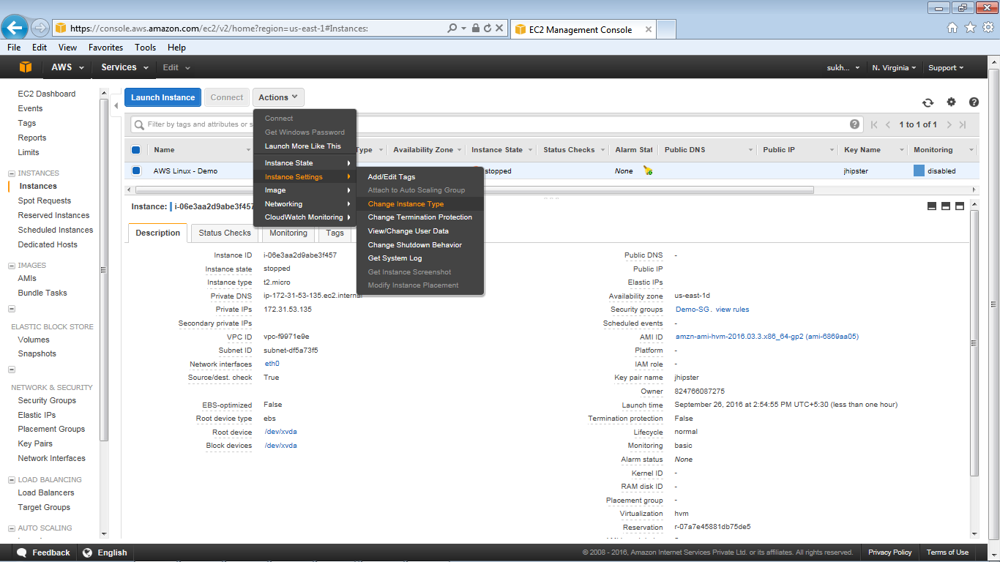 https://console.aws.amazon.com/ec2/v2/home?region=us-east-1#Instances:
EC2 Management Console
File Edit View Favorites Tools Help
AWS Services Edit
sukh... N. Virginia Support
EC2 Dashboard
Events
Tags
Reports
Limits
INSTANCES
Instances
Spot Requests
Reserved Instances
Scheduled Instances
Dedicated Hosts
IMAGES
AMIs
Bundle Tasks
ELASTIC BLOCK STORE
Volumes
Snapshots
NETWORK & SECURITY
Security Groups
Elastic IPs
Placement Groups
Key Pairs
Network Interfaces
LOAD BALANCING
Load Balancers
Target Groups
AUTO SCALING
Launch Instance Connect Actions
Filter by tags and attributes or s
1 to 1 of 1
Name Type Availability Zone Instance State Status Checks Alarm Stat Public DNS Public IP Key Name Monitoring
AWS Linux - Demo stopped None jhipster disabled
Connect
Get Windows Password
Launch More Like This
Instance State
Instance Settings
Image
Networking
CloudWatch Monitoring
Add/Edit Tags
Attach to Auto Scaling Group
Change Instance Type
Change Termination Protection
View/Change User Data
Change Shutdown Behavior
Get System Log
Get Instance Screenshot
Modify Instance Placement
Instance: i-06e3aa2d9abe3f457
Description Status Checks Monitoring Tags
Instance ID i-06e3aa2d9abe3f457
Instance state stopped
Instance type t2.micro
Private DNS ip-172-31-53-135.ec2.internal
Private IPs 172.31.53.135
Secondary private IPs
VPC ID vpc-f9971e9e
Subnet ID subnet-df5a73f5
Network interfaces eth0
Source/dest. check True
EBS-optimized False
Root device type ebs
Root device /dev/xvda
Block devices /dev/xvda
Public DNS -
Public IP
Elastic IPs
Availability zone us-east-1d
Security groups Demo-SG. view rules
Scheduled events -
AMI ID amzn-ami-hvm-2016.03.3.x86_64-gp2 (ami-6869aa05)
Platform -
IAM role -
Key pair name jhipster
Owner 824766087275
Launch time September 26, 2016 at 2:54:55 PM UTC+5:30 (less than one hour)
Termination protection False
Lifecycle normal
Monitoring basic
Alarm status None
Kernel ID -
RAM disk ID -
Placement group -
Virtualization hvm
Reservation r-07a7e45881db75de5
Feedback English
© 2008 - 2016, Amazon Internet Services Private Ltd. or its affiliates. All rights reserved. Privacy Policy Terms of Use